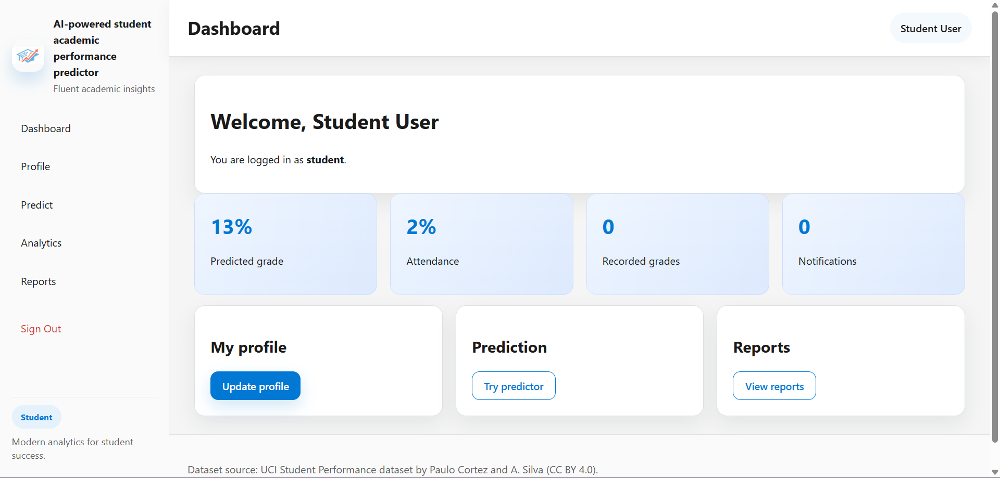 AI-powered student
academic
performance
predictor
Fluent academic insights
Dashboard
Profile
Predict
Analytics
Reports
Sign Out
Student
Modern analytics for student
success.
Dashboard
Student User
Welcome, Student User
You are logged in as student.
13%
Predicted grade
2%
Attendance
0
Recorded grades
0
Notifications
My profile
Update profile
Prediction
Try predictor
Reports
View reports
Dataset source: UCI Student Performance dataset by Paulo Cortez and A. Silva (CC BY 4.0).